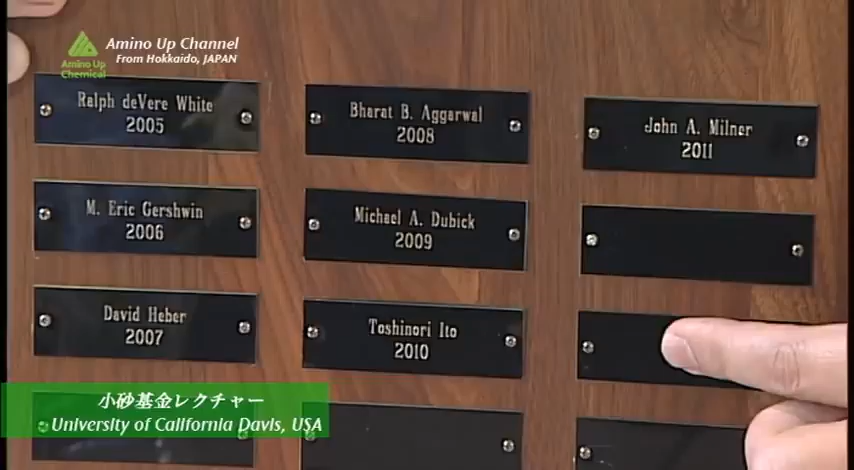 Amino Up Channel
From Hokkaido, JAPAN
Amino Up
Chemical
Ralph deVere White
2005
M. Eric Gershwin
2006
David Heber
2007
Bharat B. Aggarwal
2008
Michael A. Dubick
2009
Toshinori Ito
2010
John A. Milner
2011
小砂基金レクチャー
University of California Davis, USA